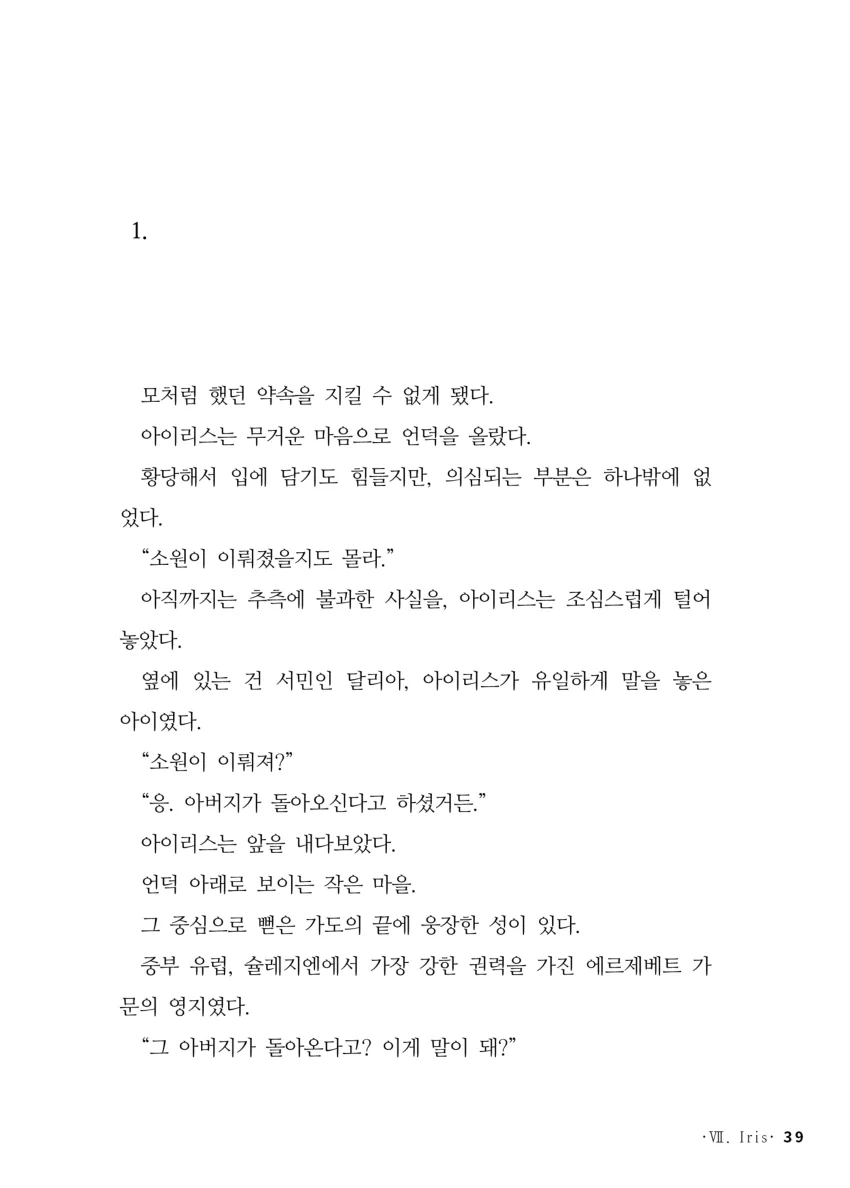 1.
모처럼 했던 약속을 지킬 수 없게 됐다.
아이리스는 무거운 마음으로 언덕을 올랐다.
황당해서 입에 담기도 힘들지만, 의심되는 부분은 하나밖에 없
었다.
“소원이 이뤄졌을지도 몰라.”
아직까지는 추측에 불과한 사실을, 아이리스는 조심스럽게 털어
놓았다.
옆에 있는 건 서민인 달리아, 아이리스가 유일하게 말을 놓은
아이였다.
“소원이 이뤄져?”
“응. 아버지가 돌아오신다고 하셨거든.”
아이리스는 앞을 내다보았다.
언덕 아래로 보이는 작은 마을.
그 중심으로 뻗은 가도의 끝에 웅장한 성이 있다.
중부 유럽, 슐레지엔에서 가장 강한 권력을 가진 에르제베트 가
문의 영지였다.
“그 아버지가 돌아온다고? 이게 말이 돼?”
·Ⅶ. Iris· 39